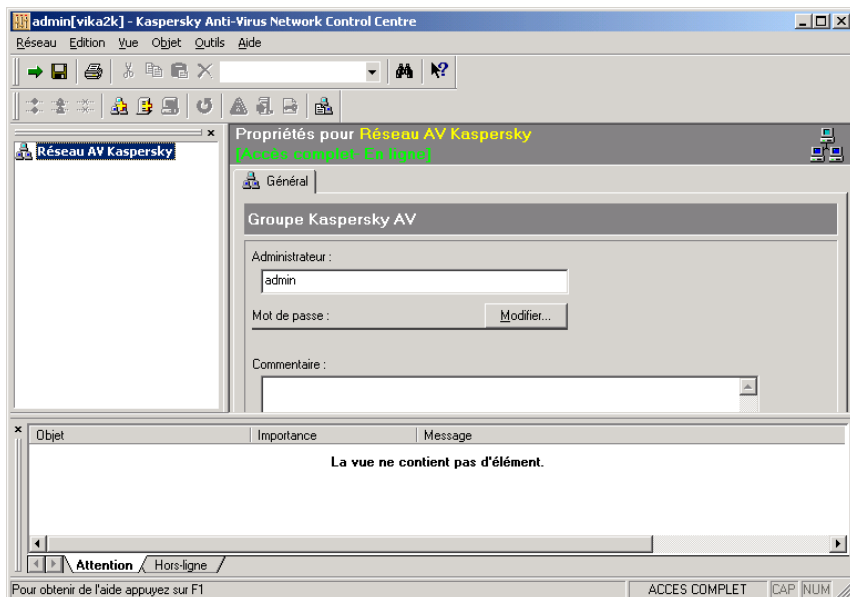 admin[vika2k] - Kaspersky Anti-Virus Network Control Centre
Réseau Edition Vue Objet Outils Aide
Réseau AV Kaspersky
Propriétés pour Réseau AV Kaspersky
[Accès complet- En ligne]
Général
Groupe Kaspersky AV
Administrateur :
admin
Mot de passe :
Modifier...
Commentaire :
Objet Importance Message
La vue ne contient pas d'élément.
Attention Hors-ligne
Pour obtenir de l'aide appuyez sur F1 ACCES COMPLET CAP NUM